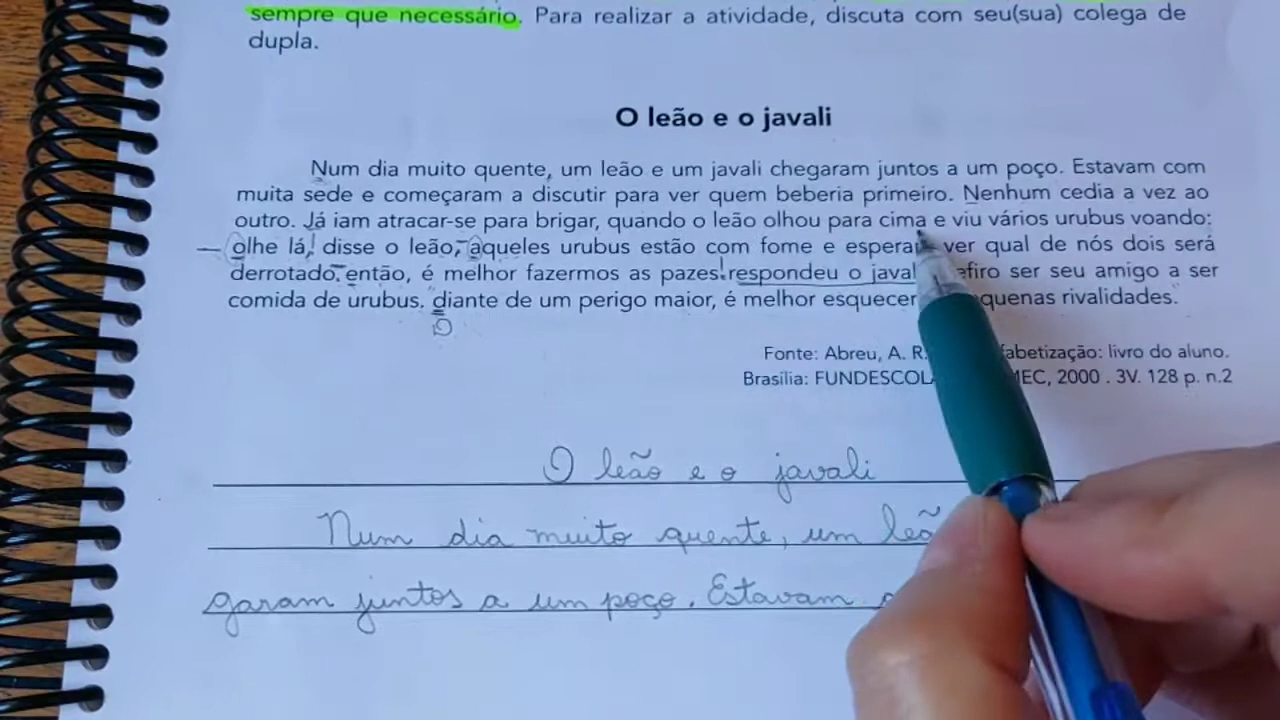 sempre que necessário. Para realizar a atividade, discuta com seu(sua) colega de
dupla.
O leão e o javali
Num dia muito quente, um leão e um javali chegaram juntos a um poço. Estavam com
muita sede e começaram a discutir para ver quem beberia primeiro. Nenhum cedia a vez ao
outro. Já iam atracar-se para brigar, quando o leão olhou para cima e viu vários urubus voando:
— olhe lá! disse o leão, — aqueles urubus estão com fome e espera ver qual de nós dois será
derrotado. — então, é melhor fazermos as pazes! respondeu o javal efiro ser seu amigo a ser
comida de urubus. diante de um perigo maior, é melhor esquecer quenas rivalidades.
D
Fonte: Abreu, A. R. fabetização: livro do aluno.
Brasília: FUNDESCOLA MEC, 2000 . 3V. 128 p. n.2
O leão e o javali
Num dia muito quente, um leã
garam juntos a um poço. Estavam